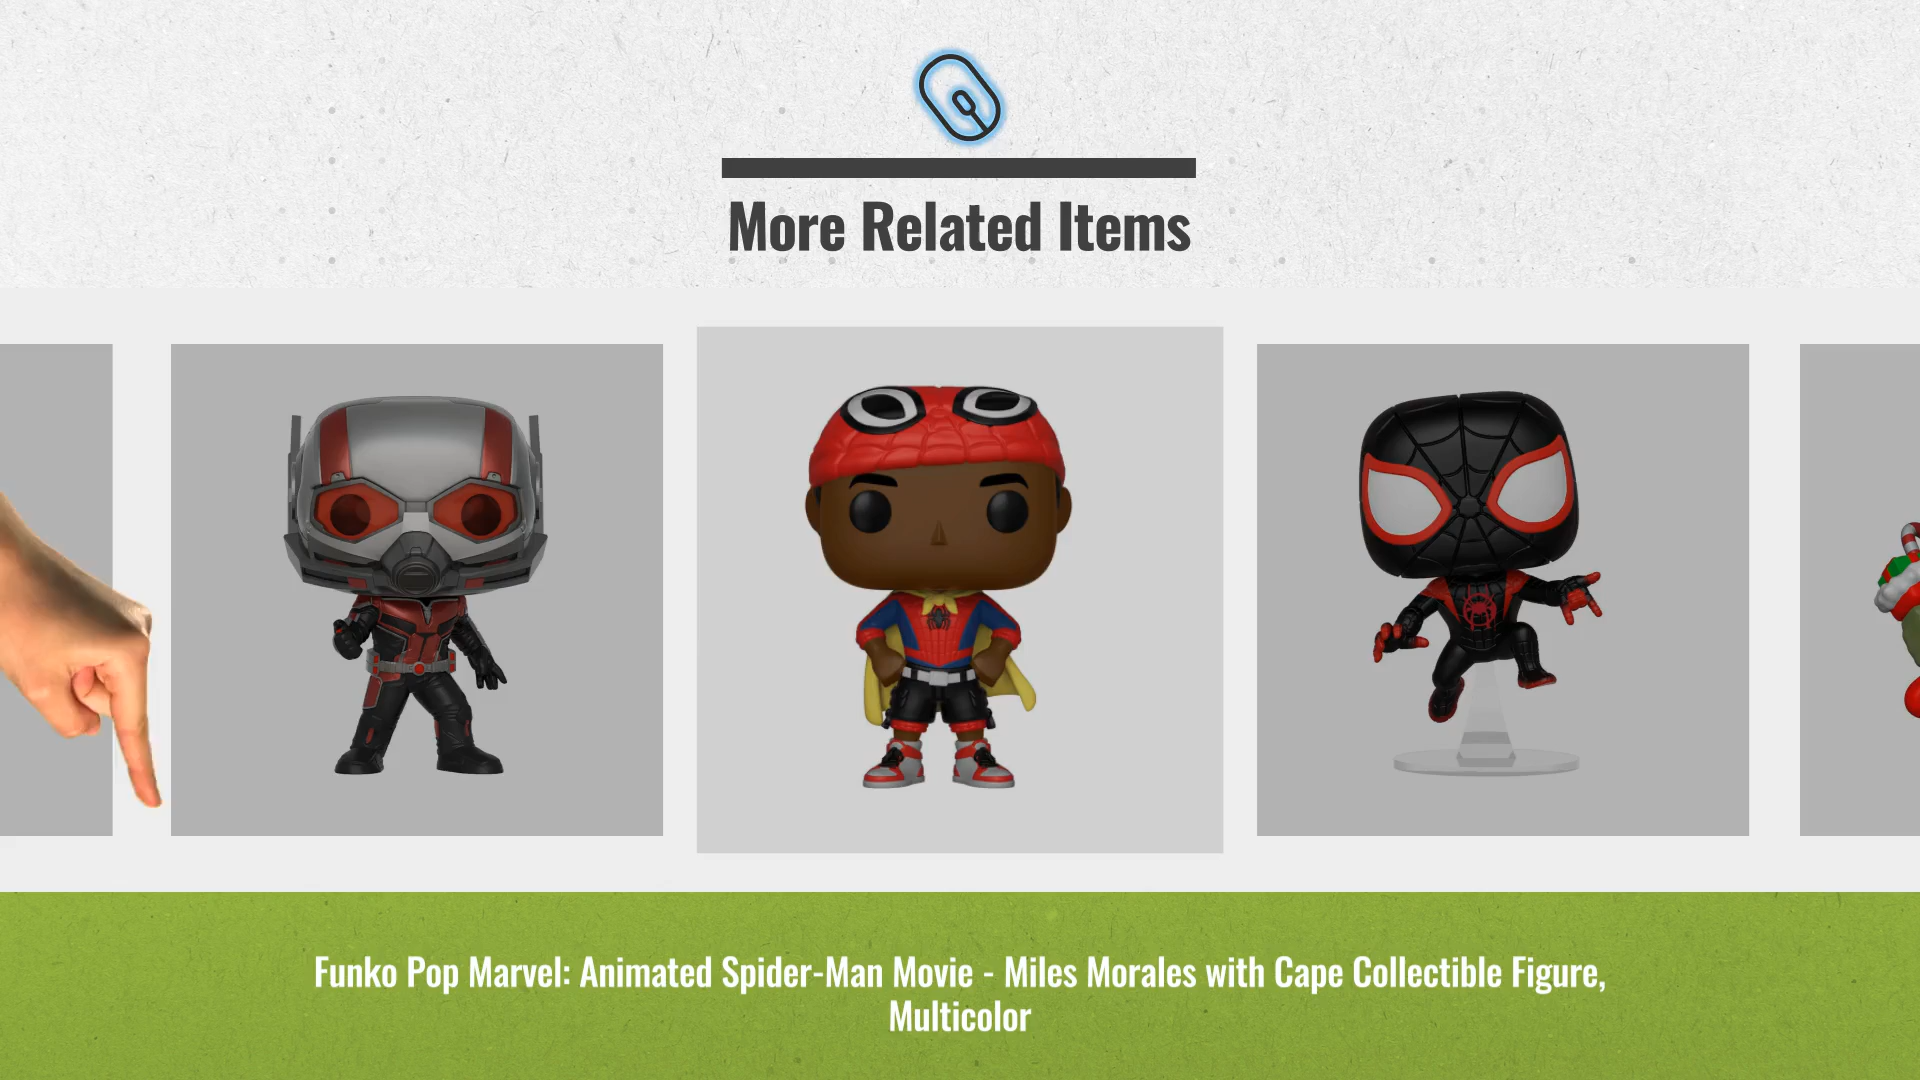 More Related Items
Funko Pop Marvel: Animated Spider-Man Movie - Miles Morales with Cape Collectible Figure,
Multicolor